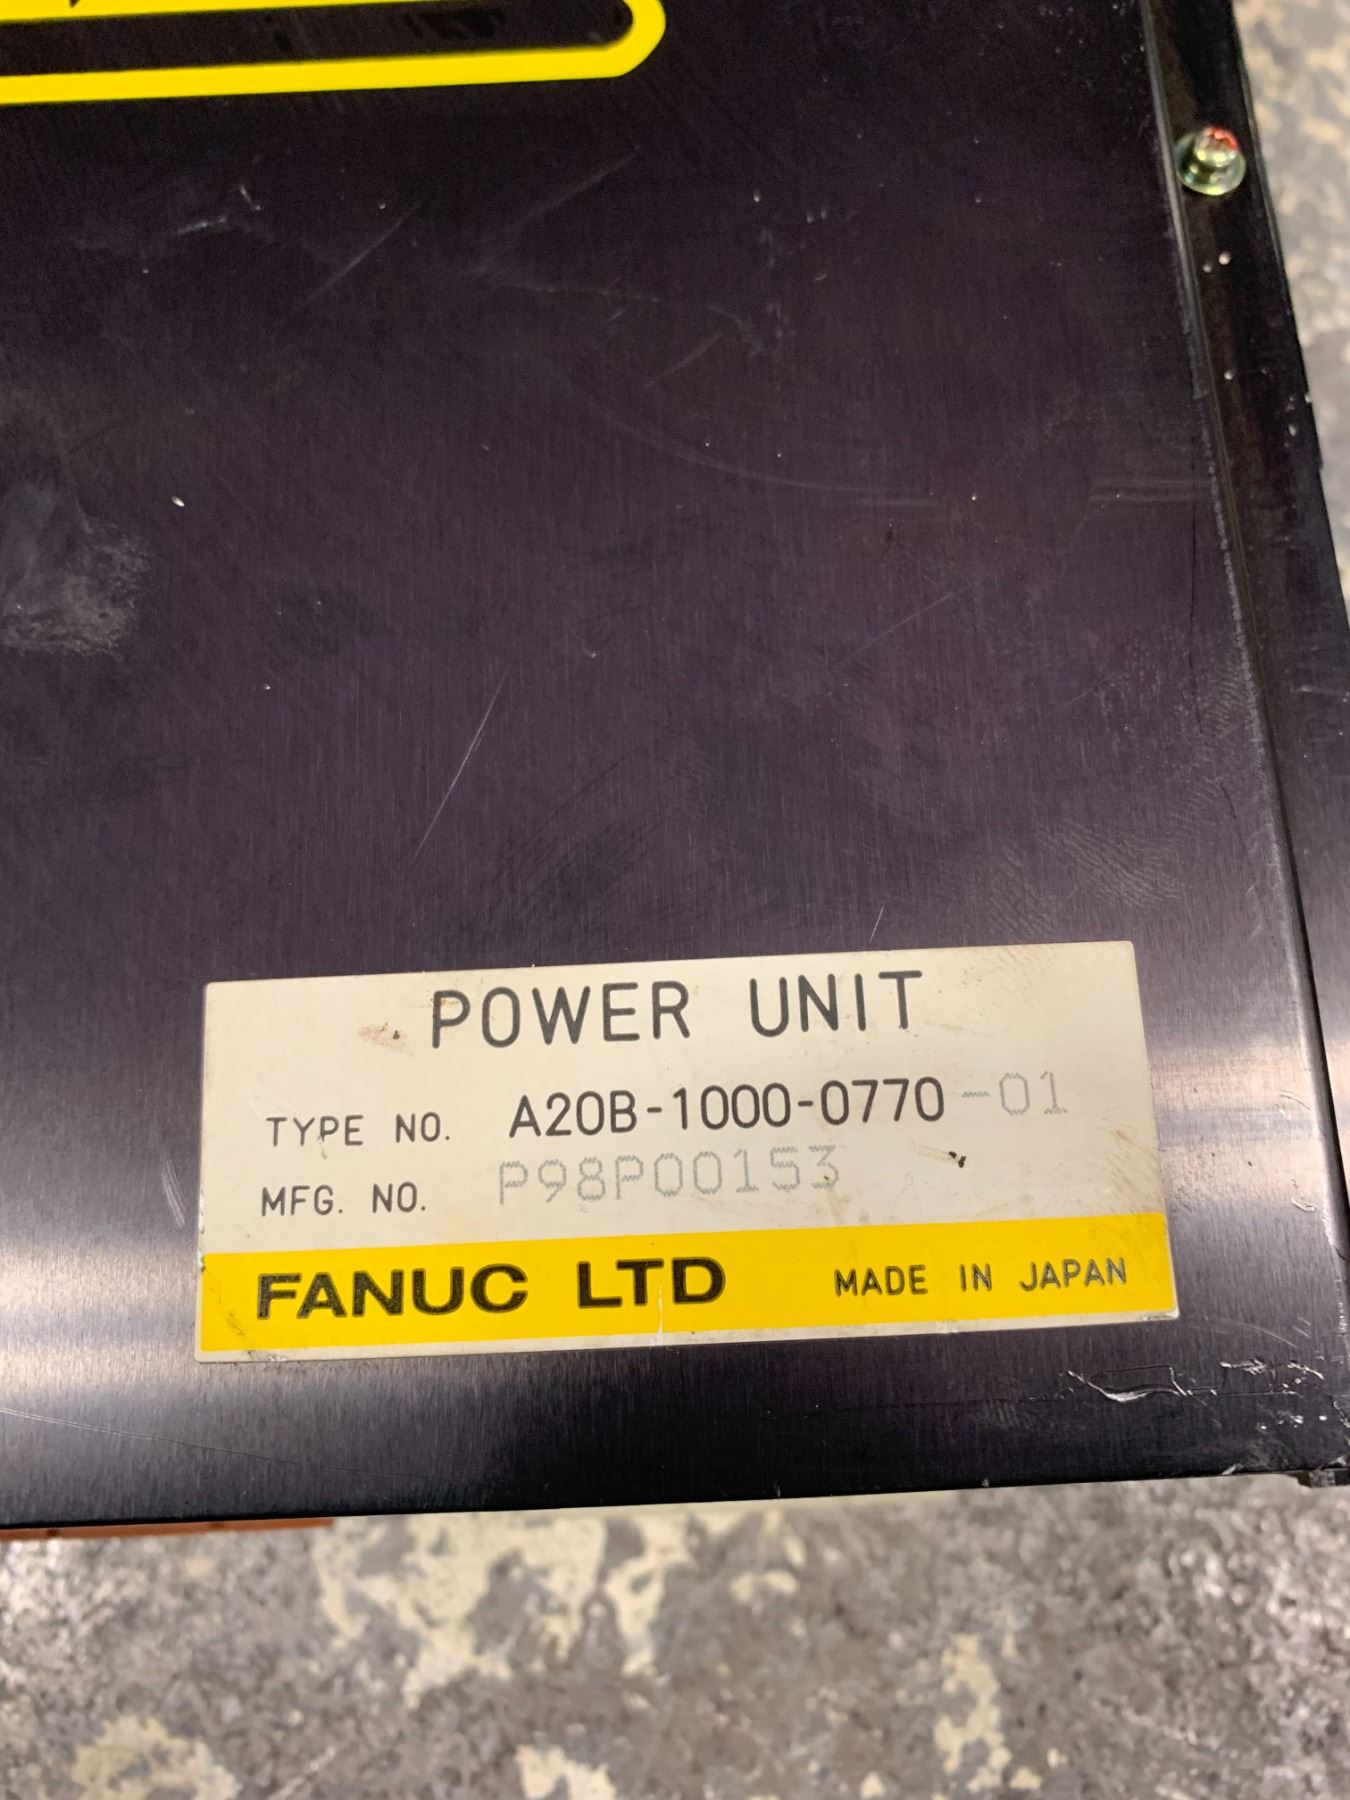 POWER UNIT
TYPE NO. A20B-1000-0770-01
MFG. NO. P98P00153
FANUC LTD MADE IN JAPAN